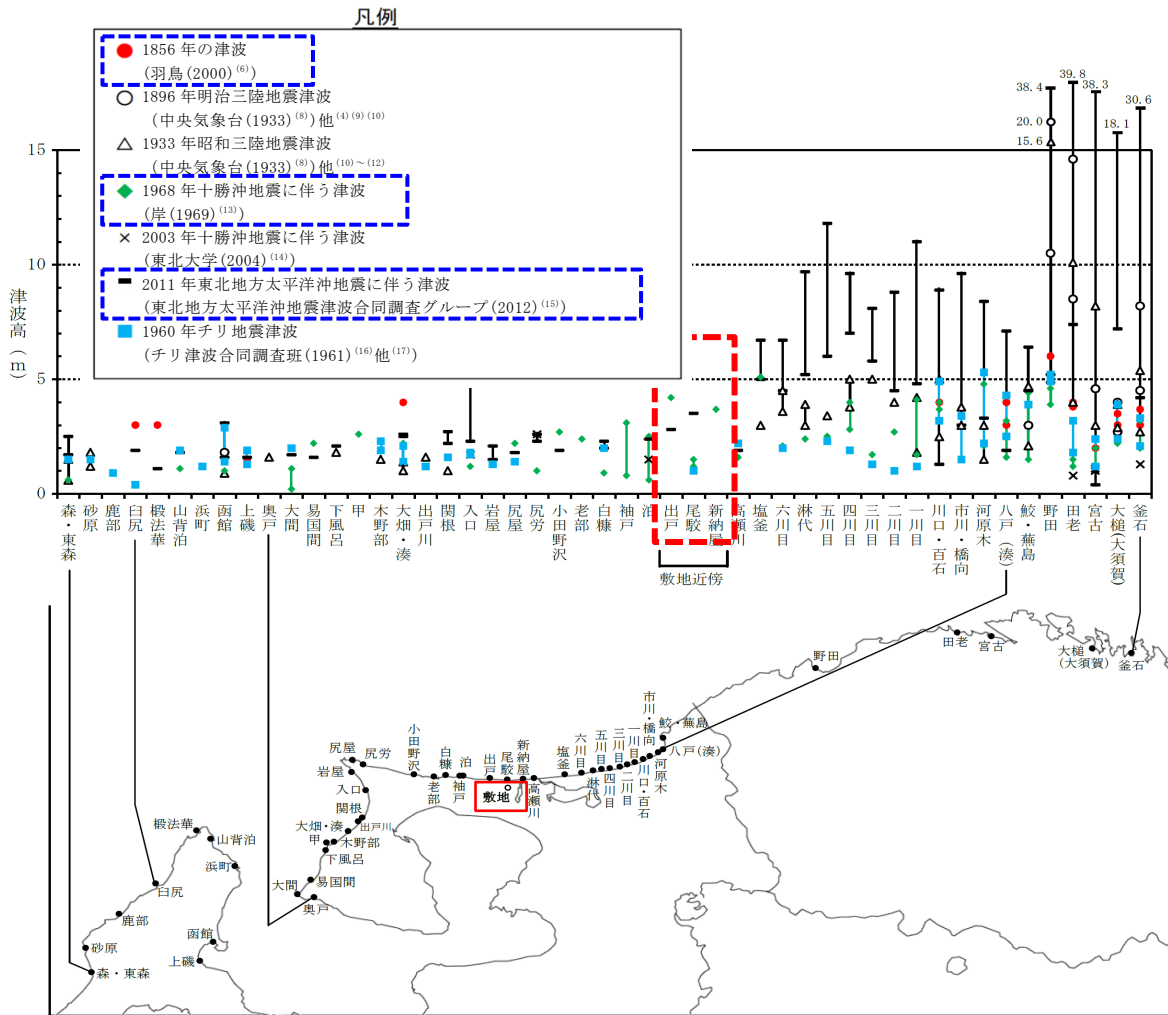 凡例
1856 年の津波
(羽鳥(2000)(6))
1896 年明治三陸地震津波
(中央気象台(1933)(8))他(4)(9)(10)
1933 年昭和三陸地震津波
(中央気象台(1933)(8))他(10)~(12)
1968 年十勝沖地震に伴う津波
(岸(1969)(13))
2003 年十勝沖地震に伴う津波
(東北大学(2004)(14))
2011 年東北地方太平洋沖地震に伴う津波
(東北地方太平洋沖地震津波合同調査グループ(2012)(15))
1960 年チリ地震津波
(チリ津波合同調査班(1961)(16)他(17))
津波高(m)
15
10
5
0
38.4
20.0
15.6
39.8
38.3
18.1
30.6
森・東森
砂原
鹿部
臼尻
椴法華
山背泊
浜町
函館
上磯
奥戸
大間
易国間
下風呂
甲
木野部
大畑・湊
出戸川
関根
入口
岩屋
尻屋
尻労
小田野沢
老部
白糠
袖戸
泊
出戸
尾駮
新納屋
高瀬川
塩釜
六川目
淋代
五川目
四川目
三川目
二川目
一川目
川口・百石
市川・橋向
河原木
八戸(湊)
鮫・蕪島
野田
田老
宮古
大槌(大須賀)
釜石
敷地近傍
田老
宮古
大槌
(大須賀)
釜石
野田
鮫・蕪島
市川・橋向
八戸(湊)
河原木
一川目
川口・百石
三川目
二川目
五川目
四川目
六川目
淋代
塩釜
新納屋
高瀬川
尾駮
敷地
出戸
泊
袖戸
白糠
老部
小田野沢
尻屋
尻労
岩屋
入口
関根
出戸川
大畑・湊
木野部
甲
下風呂
易国間
大間
奥戸
椴法華
山背泊
浜町
臼尻
鹿部
函館
砂原
上磯
森・東森